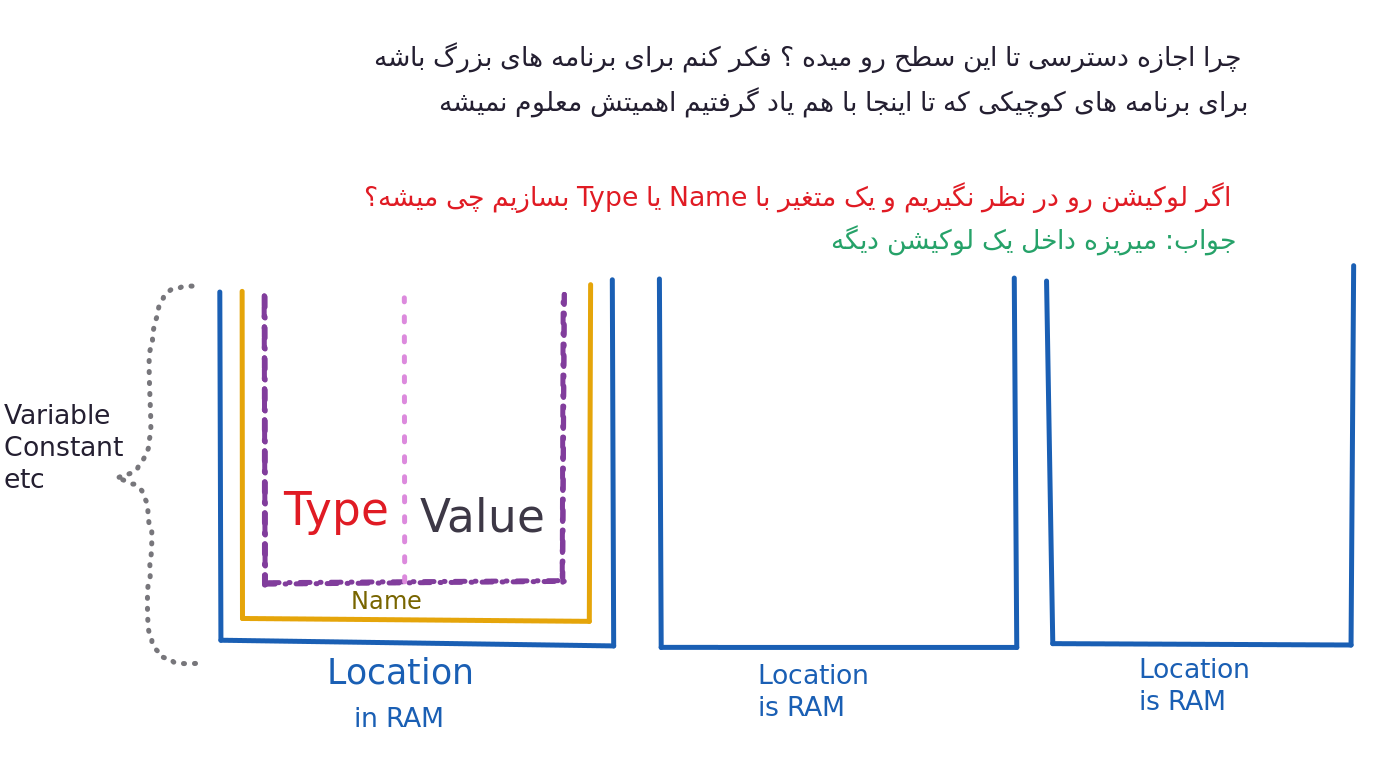 چرا اجازه دسترسی تا این سطح رو میده ؟ فکر کنم برای برنامه های بزرگ باشه
برای برنامه های کوچیکی که تا اینجا با هم یاد گرفتیم اهمیتش معلوم نمیشه
اگر لوکیشن رو در نظر نگیریم و یک متغیر با Name یا Type بسازیم چی میشه؟
جواب: میریزه داخل یک لوکیشن دیگه
Variable
Constant
etc
Type
Value
Name
Location
in RAM
Location
is RAM
Location
is RAM